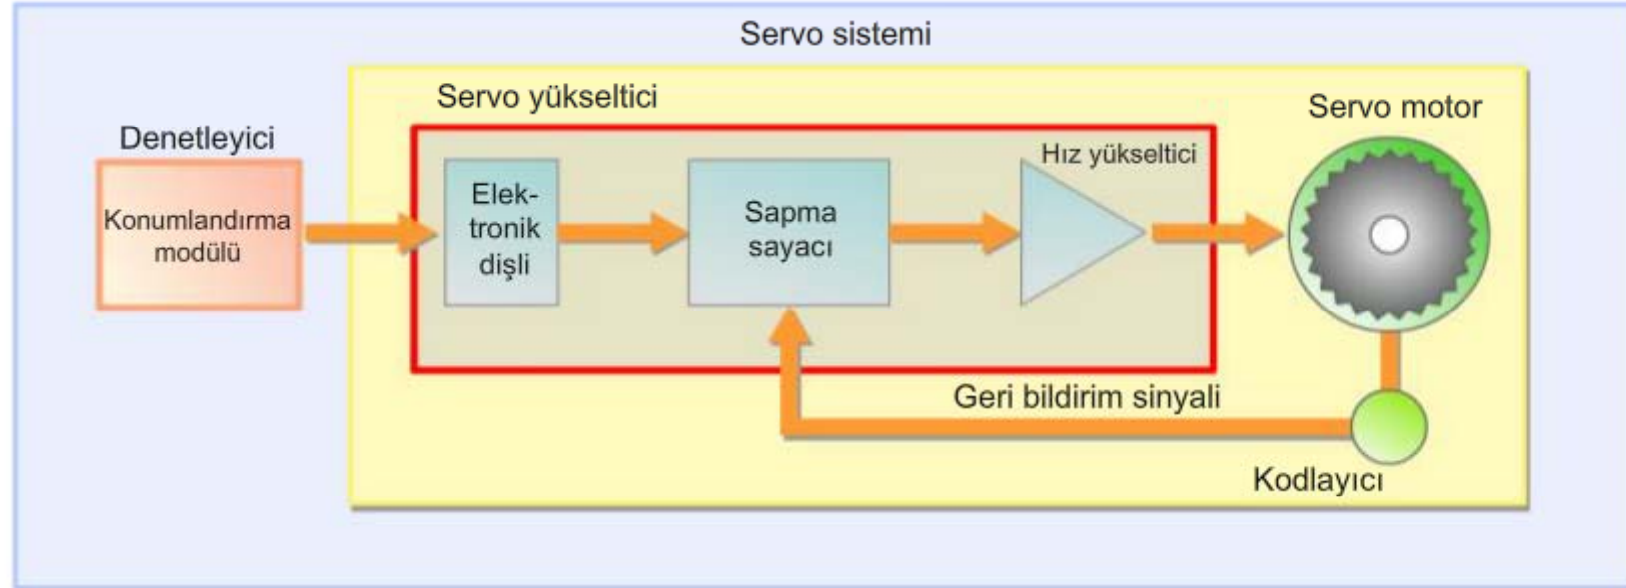 Servo sistemi
Servo yükseltici
Servo motor
Denetleyici
Konumlandırma
modülü
Elek-
tronik
dişli
Sapma
sayacı
Hız yükseltici
Geri bildirim sinyali
Kodlayıcı